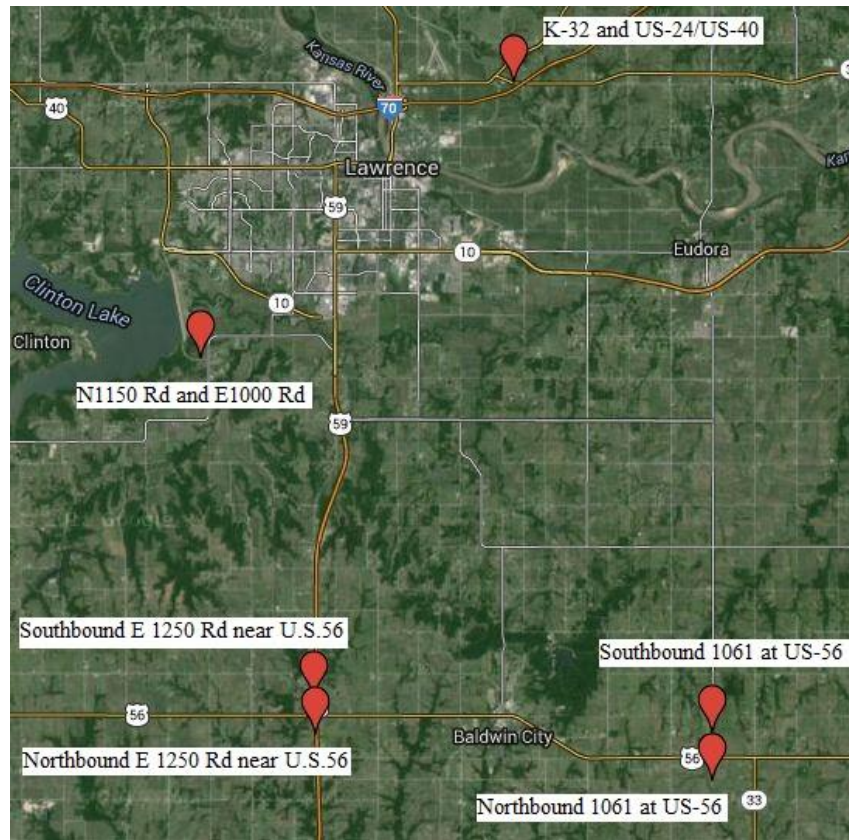 K-32 and US-24/US-40
Kansas River
40
70
Lawrence
59
10
Eudora
Clinton Lake
10
Clinton
N1150 Rd and E1000 Rd
59
Southbound E 1250 Rd near U.S.56
Southbound 1061 at US-56
56
Baldwin City
56
Northbound E 1250 Rd near U.S.56
Northbound 1061 at US-56
33